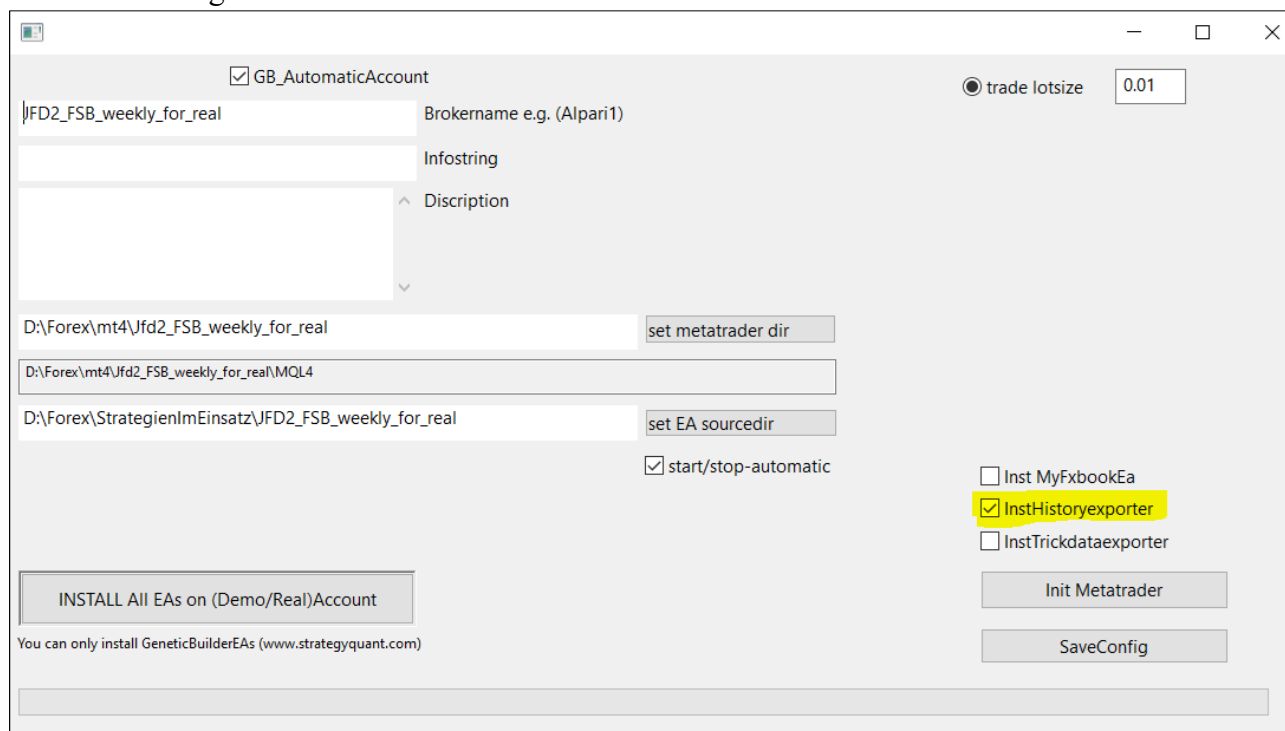 GB_AutomaticAccount
trade lotsize 0.01
JFD2_FSB_weekly_for_real Brokername e.g. (Alpari1)
Infostring
Discription
D:\Forex\mt4\Jfd2_FSB_weekly_for_real set metatrader dir
D:\Forex\mt4\Jfd2_FSB_weekly_for_real\MQL4
D:\Forex\StrategienImEinsatz\JFD2_FSB_weekly_for_real set EA sourcedir
start/stop-automatic
Inst MyFxbookEa
InstHistoryexporter
InstTrickdataexporter
INSTALL All EAs on (Demo/Real)Account
Init Metatrader
You can only install GeneticBuilderEAs (www.strategyquant.com)
SaveConfig